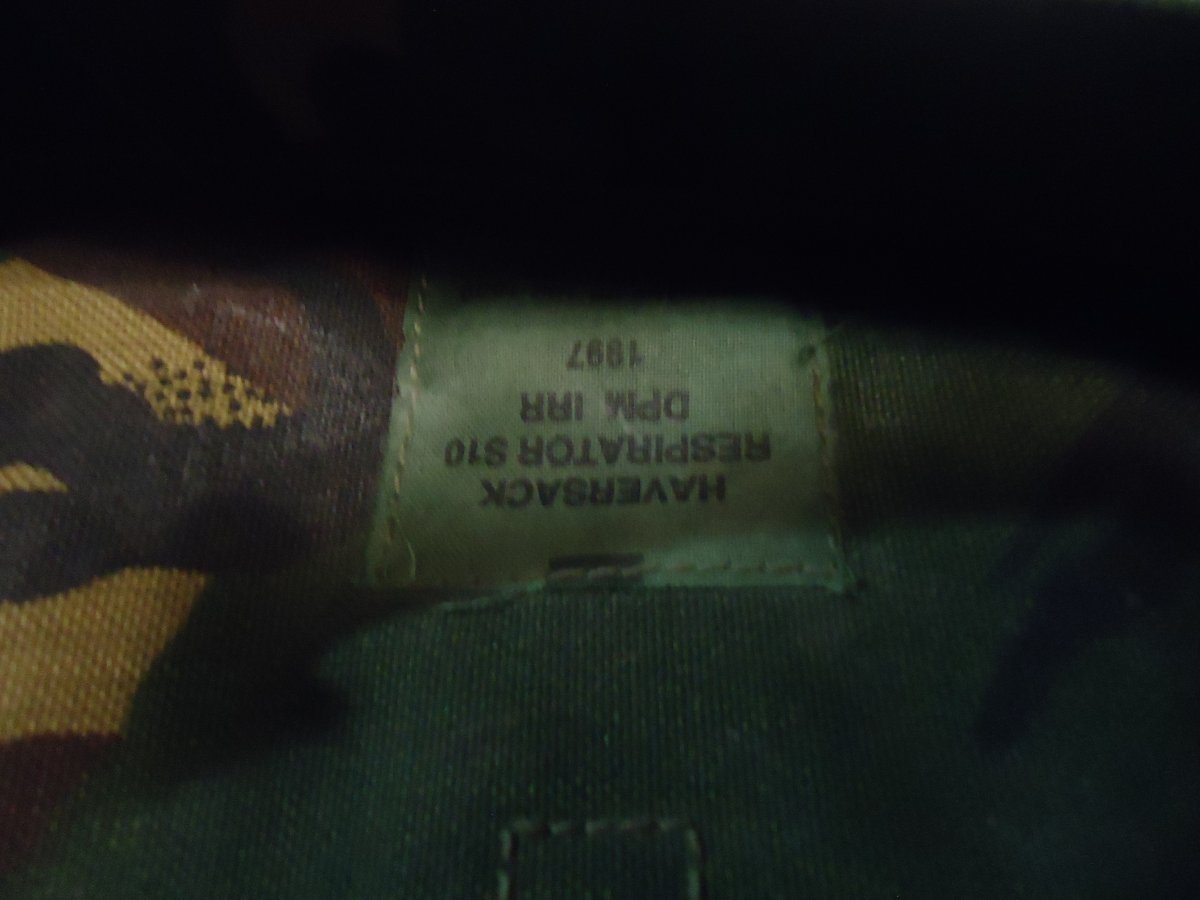 HAVERSACK
RESPIRATOR S10
DPM IRR
1997